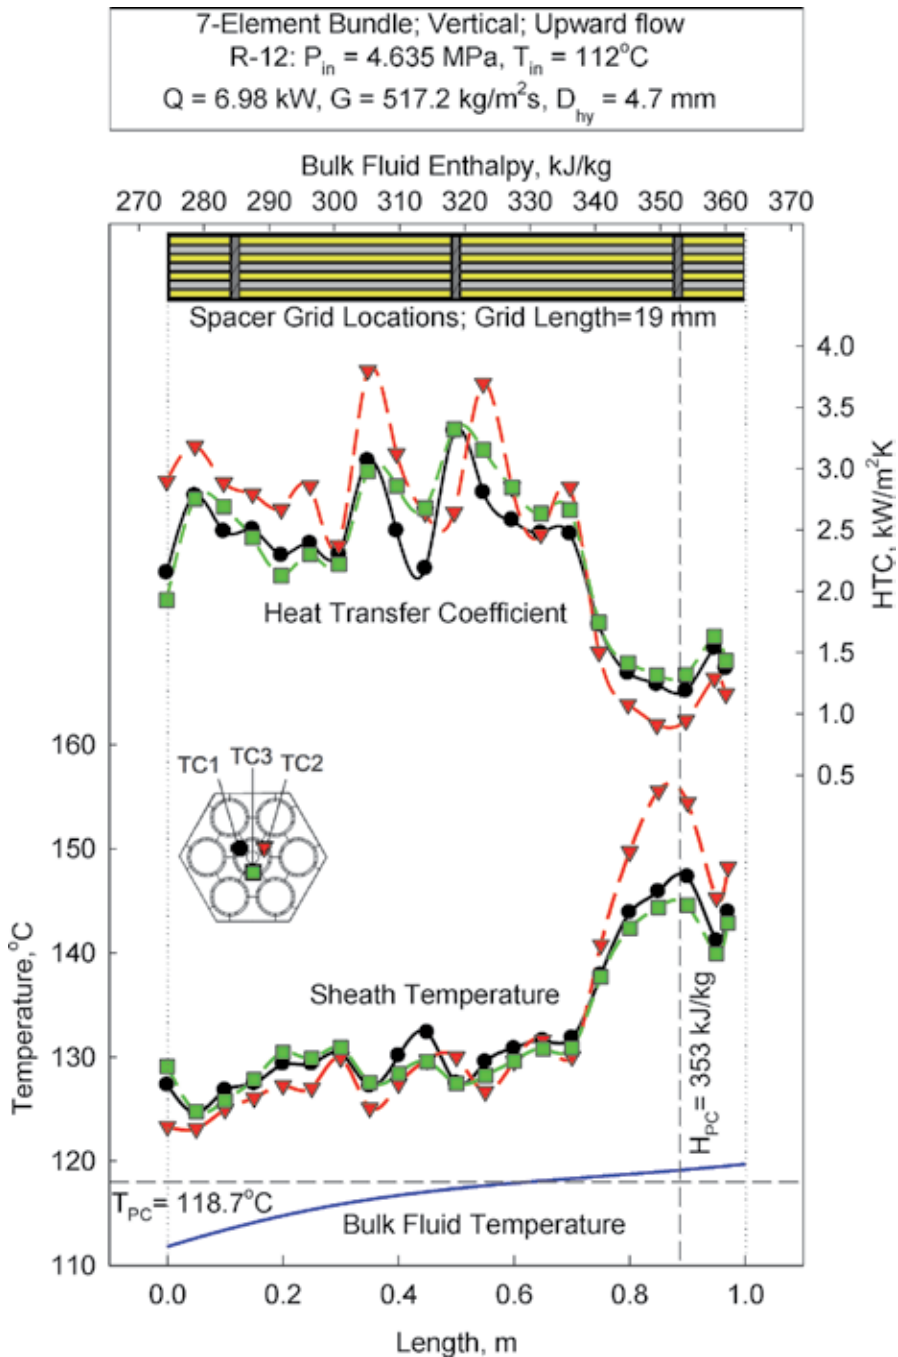 7-Element Bundle; Vertical; Upward flow
R-12: P_in = 4.635 MPa, T_in = 112°C
Q = 6.98 kW, G = 517.2 kg/m²s, D_hy = 4.7 mm
Bulk Fluid Enthalpy, kJ/kg
270 280 290 300 310 320 330 340 350 360 370
Spacer Grid Locations; Grid Length=19 mm
4.0
3.5
3.0
2.5
2.0
1.5
1.0
0.5
HTC, kW/m²K
Heat Transfer Coefficient
160
150
140
130
120
110
Temperature,°C
TC3
TC1 TC2
Sheath Temperature
H_PC = 353 kJ/kg
T_PC= 118.7°C
Bulk Fluid Temperature
0.0 0.2 0.4 0.6 0.8 1.0
Length, m